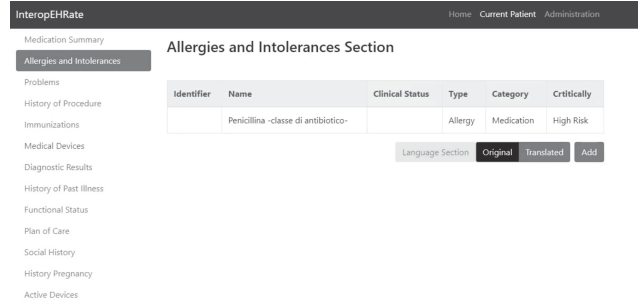 InteropEHRate Home Current Patient Administration
Medication Summary
Allergies and Intolerances
Problems
History of Procedure
Immunizations
Medical Devices
Diagnostic Results
History of Past Illness
Functional Status
Plan of Care
Social History
History Pregnancy
Active Devices
Allergies and Intolerances Section
Identifier Name Clinical Status Type Category Crtitically
Penicillina -classe di antibiotico- Allergy Medication High Risk
Language Section Original Translated Add